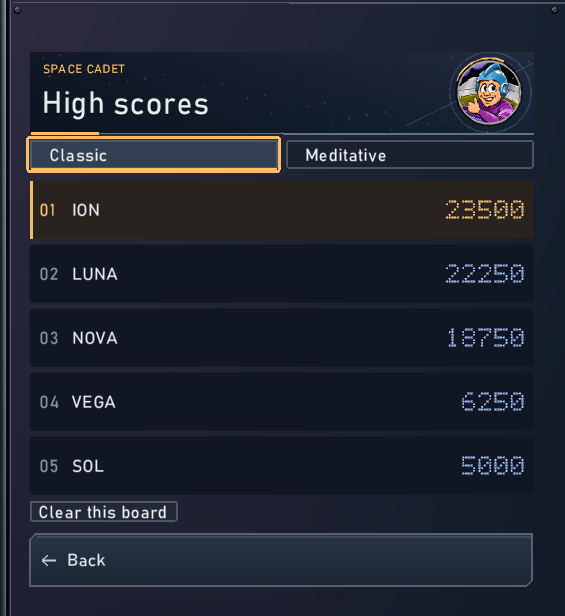 SPACE CADET
High scores
Classic Meditative
01 ION 23500
02 LUNA 22250
03 NOVA 18750
04 VEGA 6250
05 SOL 5000
Clear this board
← Back